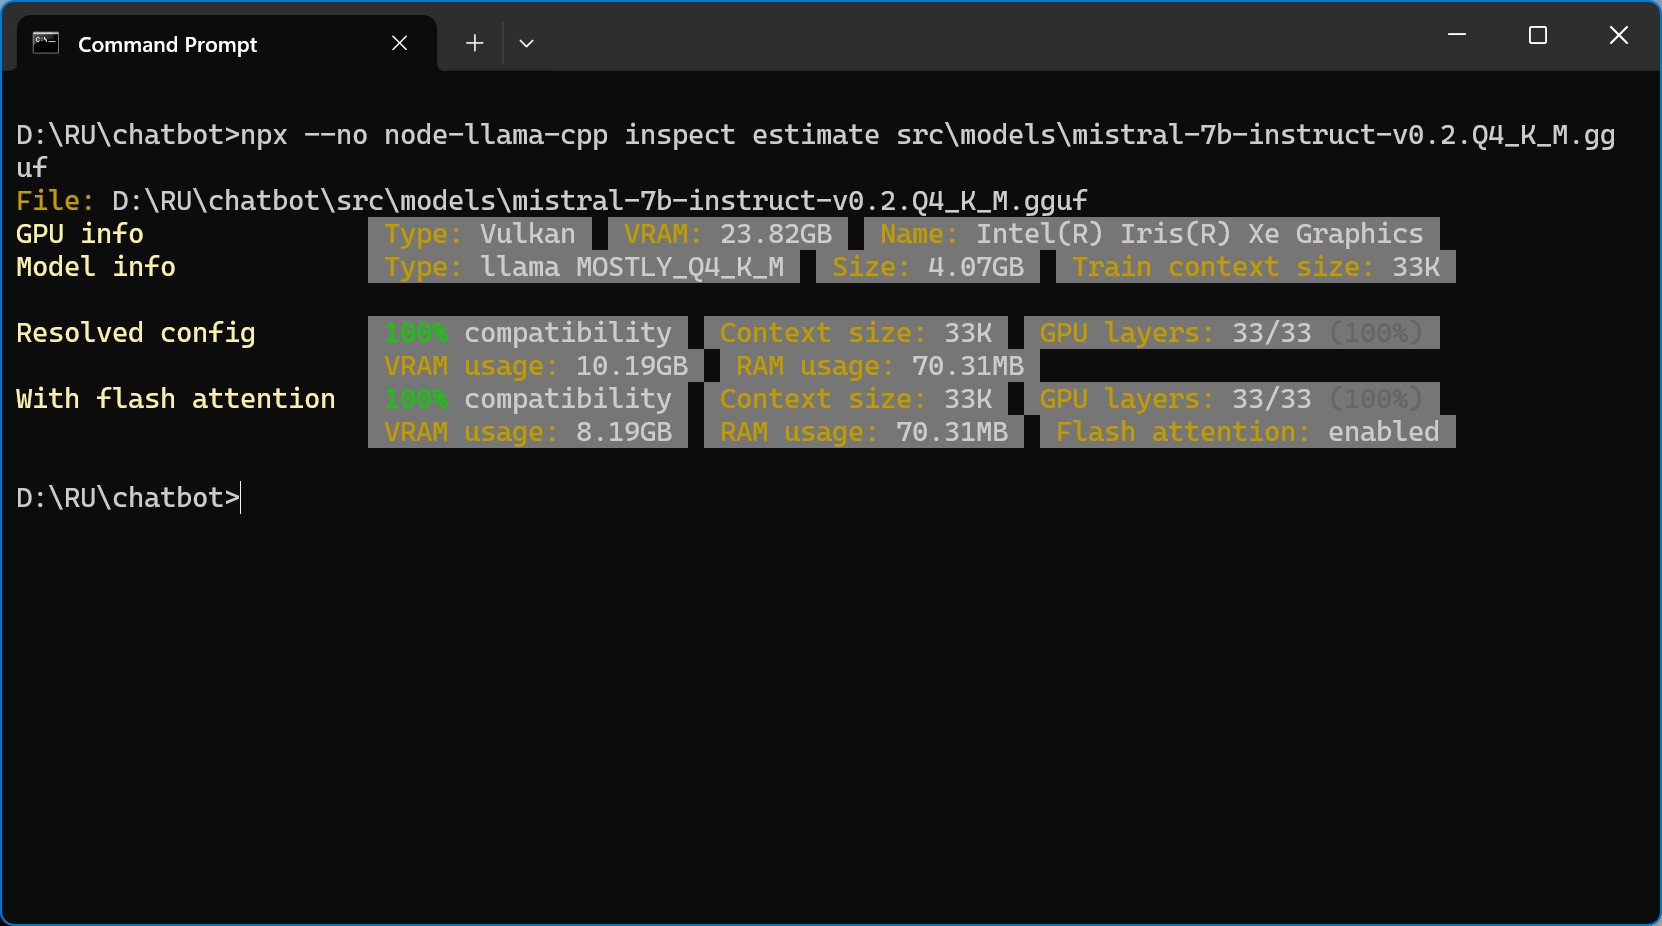 Command Prompt
D:\RU\chatbot>npx --no node-llama-cpp inspect estimate src\models\mistral-7b-instruct-v0.2.Q4_K_M.gg
uf
File: D:\RU\chatbot\src\models\mistral-7b-instruct-v0.2.Q4_K_M.gguf
GPU info Type: Vulkan VRAM: 23.82GB Name: Intel(R) Iris(R) Xe Graphics
Model info Type: llama MOSTLY_Q4_K_M Size: 4.07GB Train context size: 33K
Resolved config 100% compatibility Context size: 33K GPU layers: 33/33 (100%)
VRAM usage: 10.19GB RAM usage: 70.31MB
With flash attention 100% compatibility Context size: 33K GPU layers: 33/33 (100%)
VRAM usage: 8.19GB RAM usage: 70.31MB Flash attention: enabled
D:\RU\chatbot>